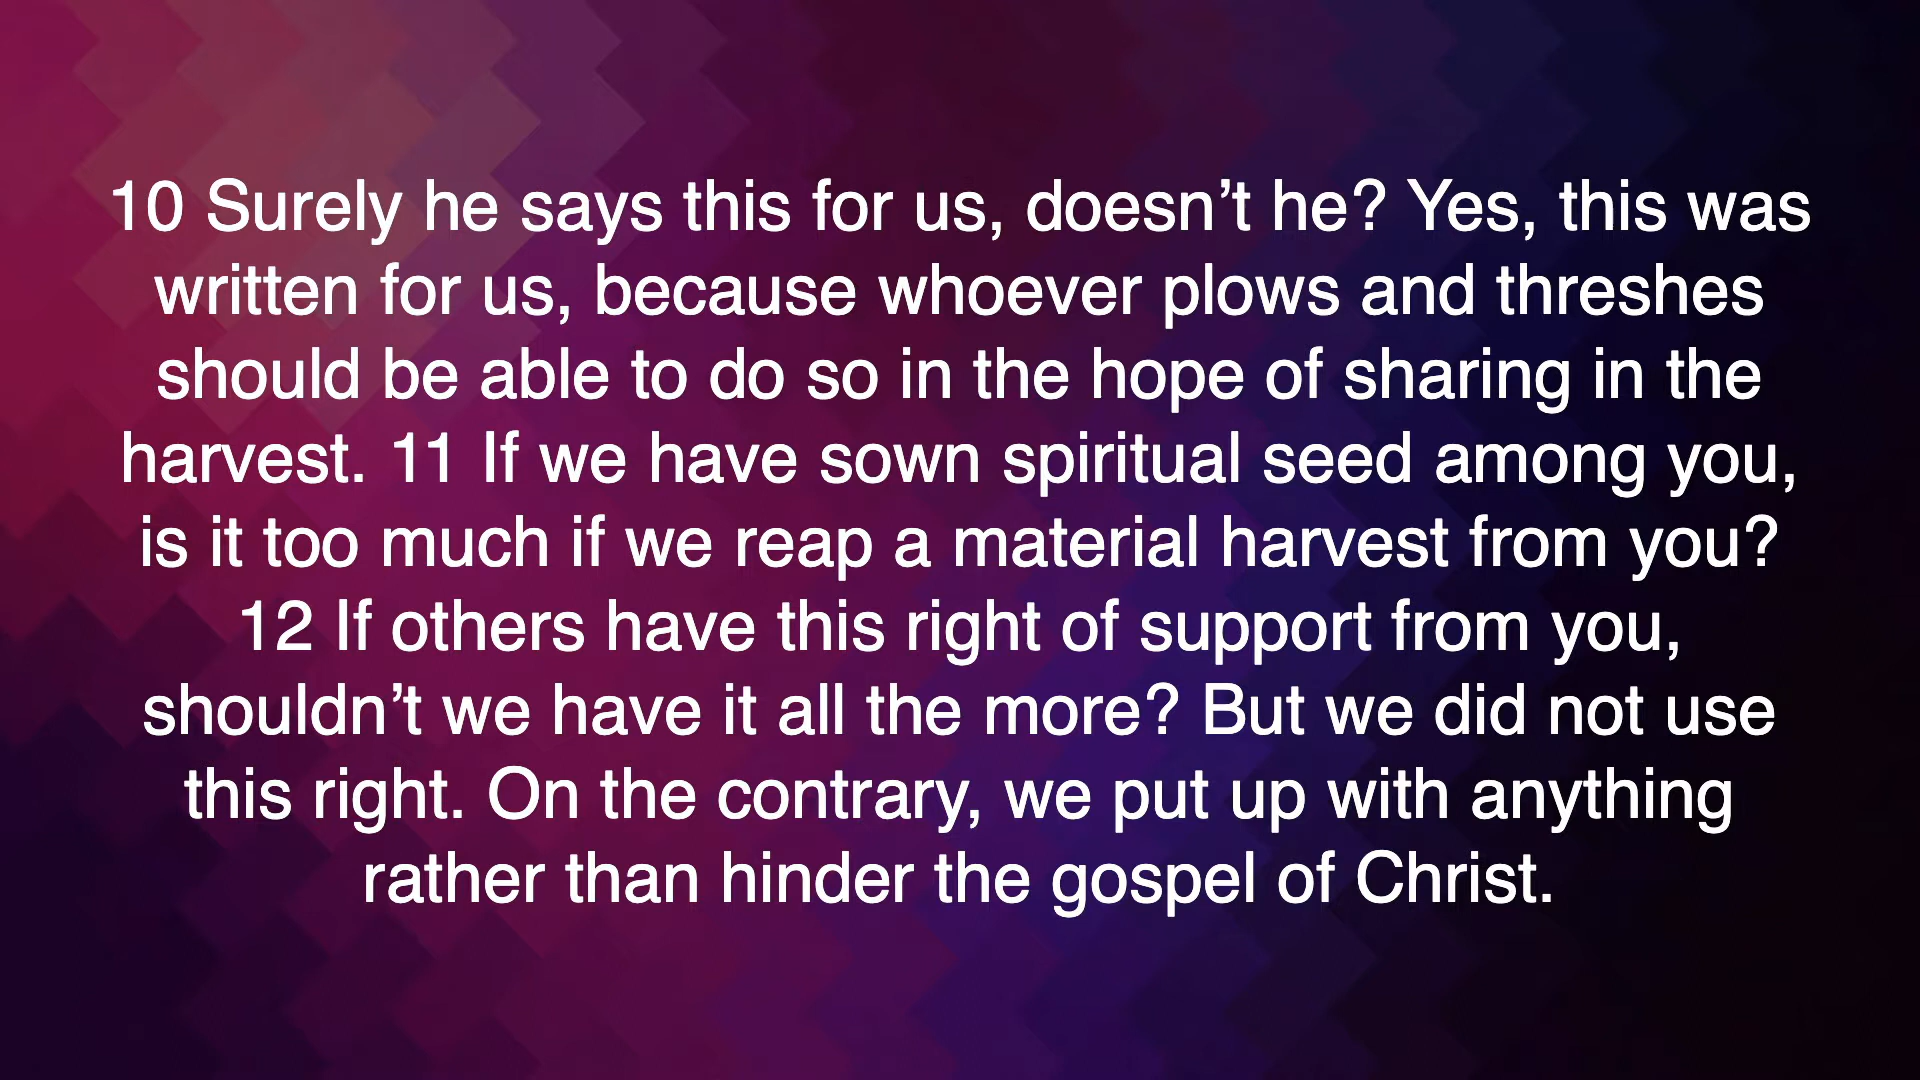 10 Surely he says this for us, doesn’t he? Yes, this was
written for us, because whoever plows and threshes
should be able to do so in the hope of sharing in the
harvest. 11 If we have sown spiritual seed among you,
is it too much if we reap a material harvest from you?
12 If others have this right of support from you,
shouldn’t we have it all the more? But we did not use
this right. On the contrary, we put up with anything
rather than hinder the gospel of Christ.